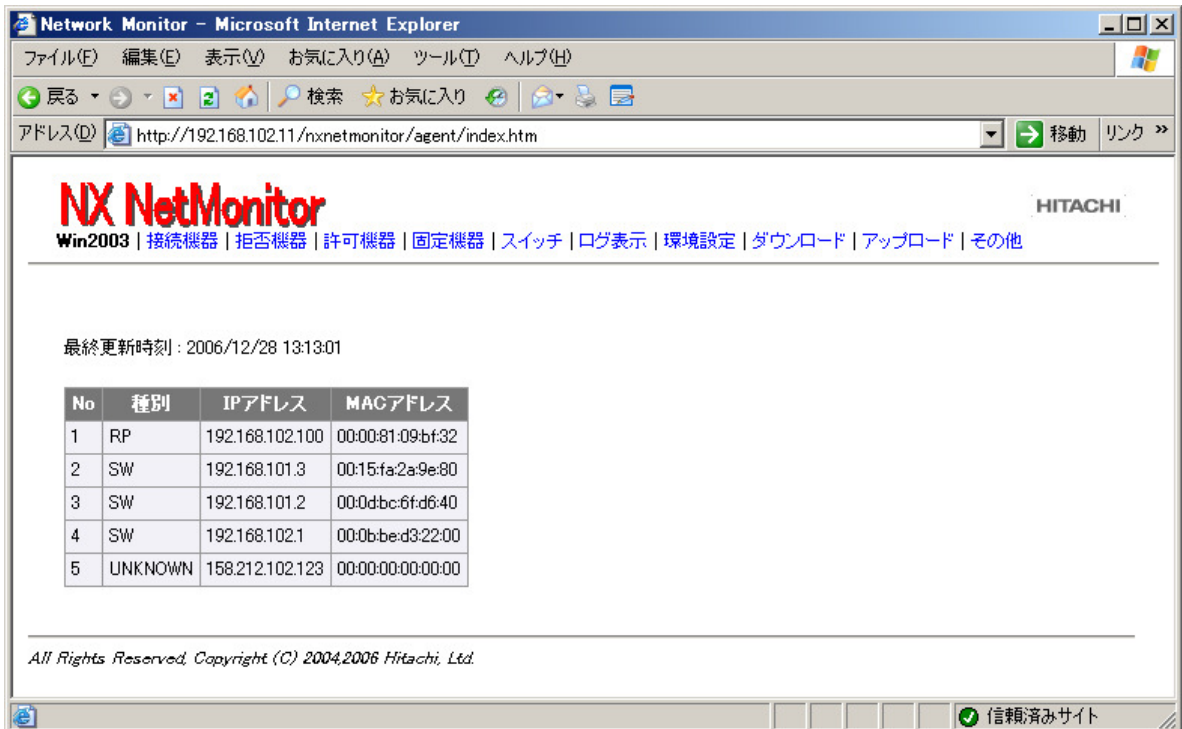 Network Monitor - Microsoft Internet Explorer
ファイル(F) 編集(E) 表示(V) お気に入り(A) ツール(T) ヘルプ(H)
戻る 検索 お気に入り
アドレス(D) http://192.168.102.11/nxnetmonitor/agent/index.htm 移動 リンク »
NX NetMonitor
HITACHI
Win2003 | 接続機器 | 拒否機器 | 許可機器 | 固定機器 | スイッチ | ログ表示 | 環境設定 | ダウンロード | アップロード | その他
最終更新時刻 : 2006/12/28 13:13:01
No 種別 IPアドレス MACアドレス
1 RP 192.168.102.100 00:00:81:09:bf:32
2 SW 192.168.101.3 00:15:fa:2a:9e:80
3 SW 192.168.101.2 00:0d:bc:6f:d6:40
4 SW 192.168.102.1 00:0b:be:d3:22:00
5 UNKNOWN 158.212.102.123 00:00:00:00:00:00
All Rights Reserved, Copyright (C) 2004,2006 Hitachi, Ltd.
信頼済みサイト